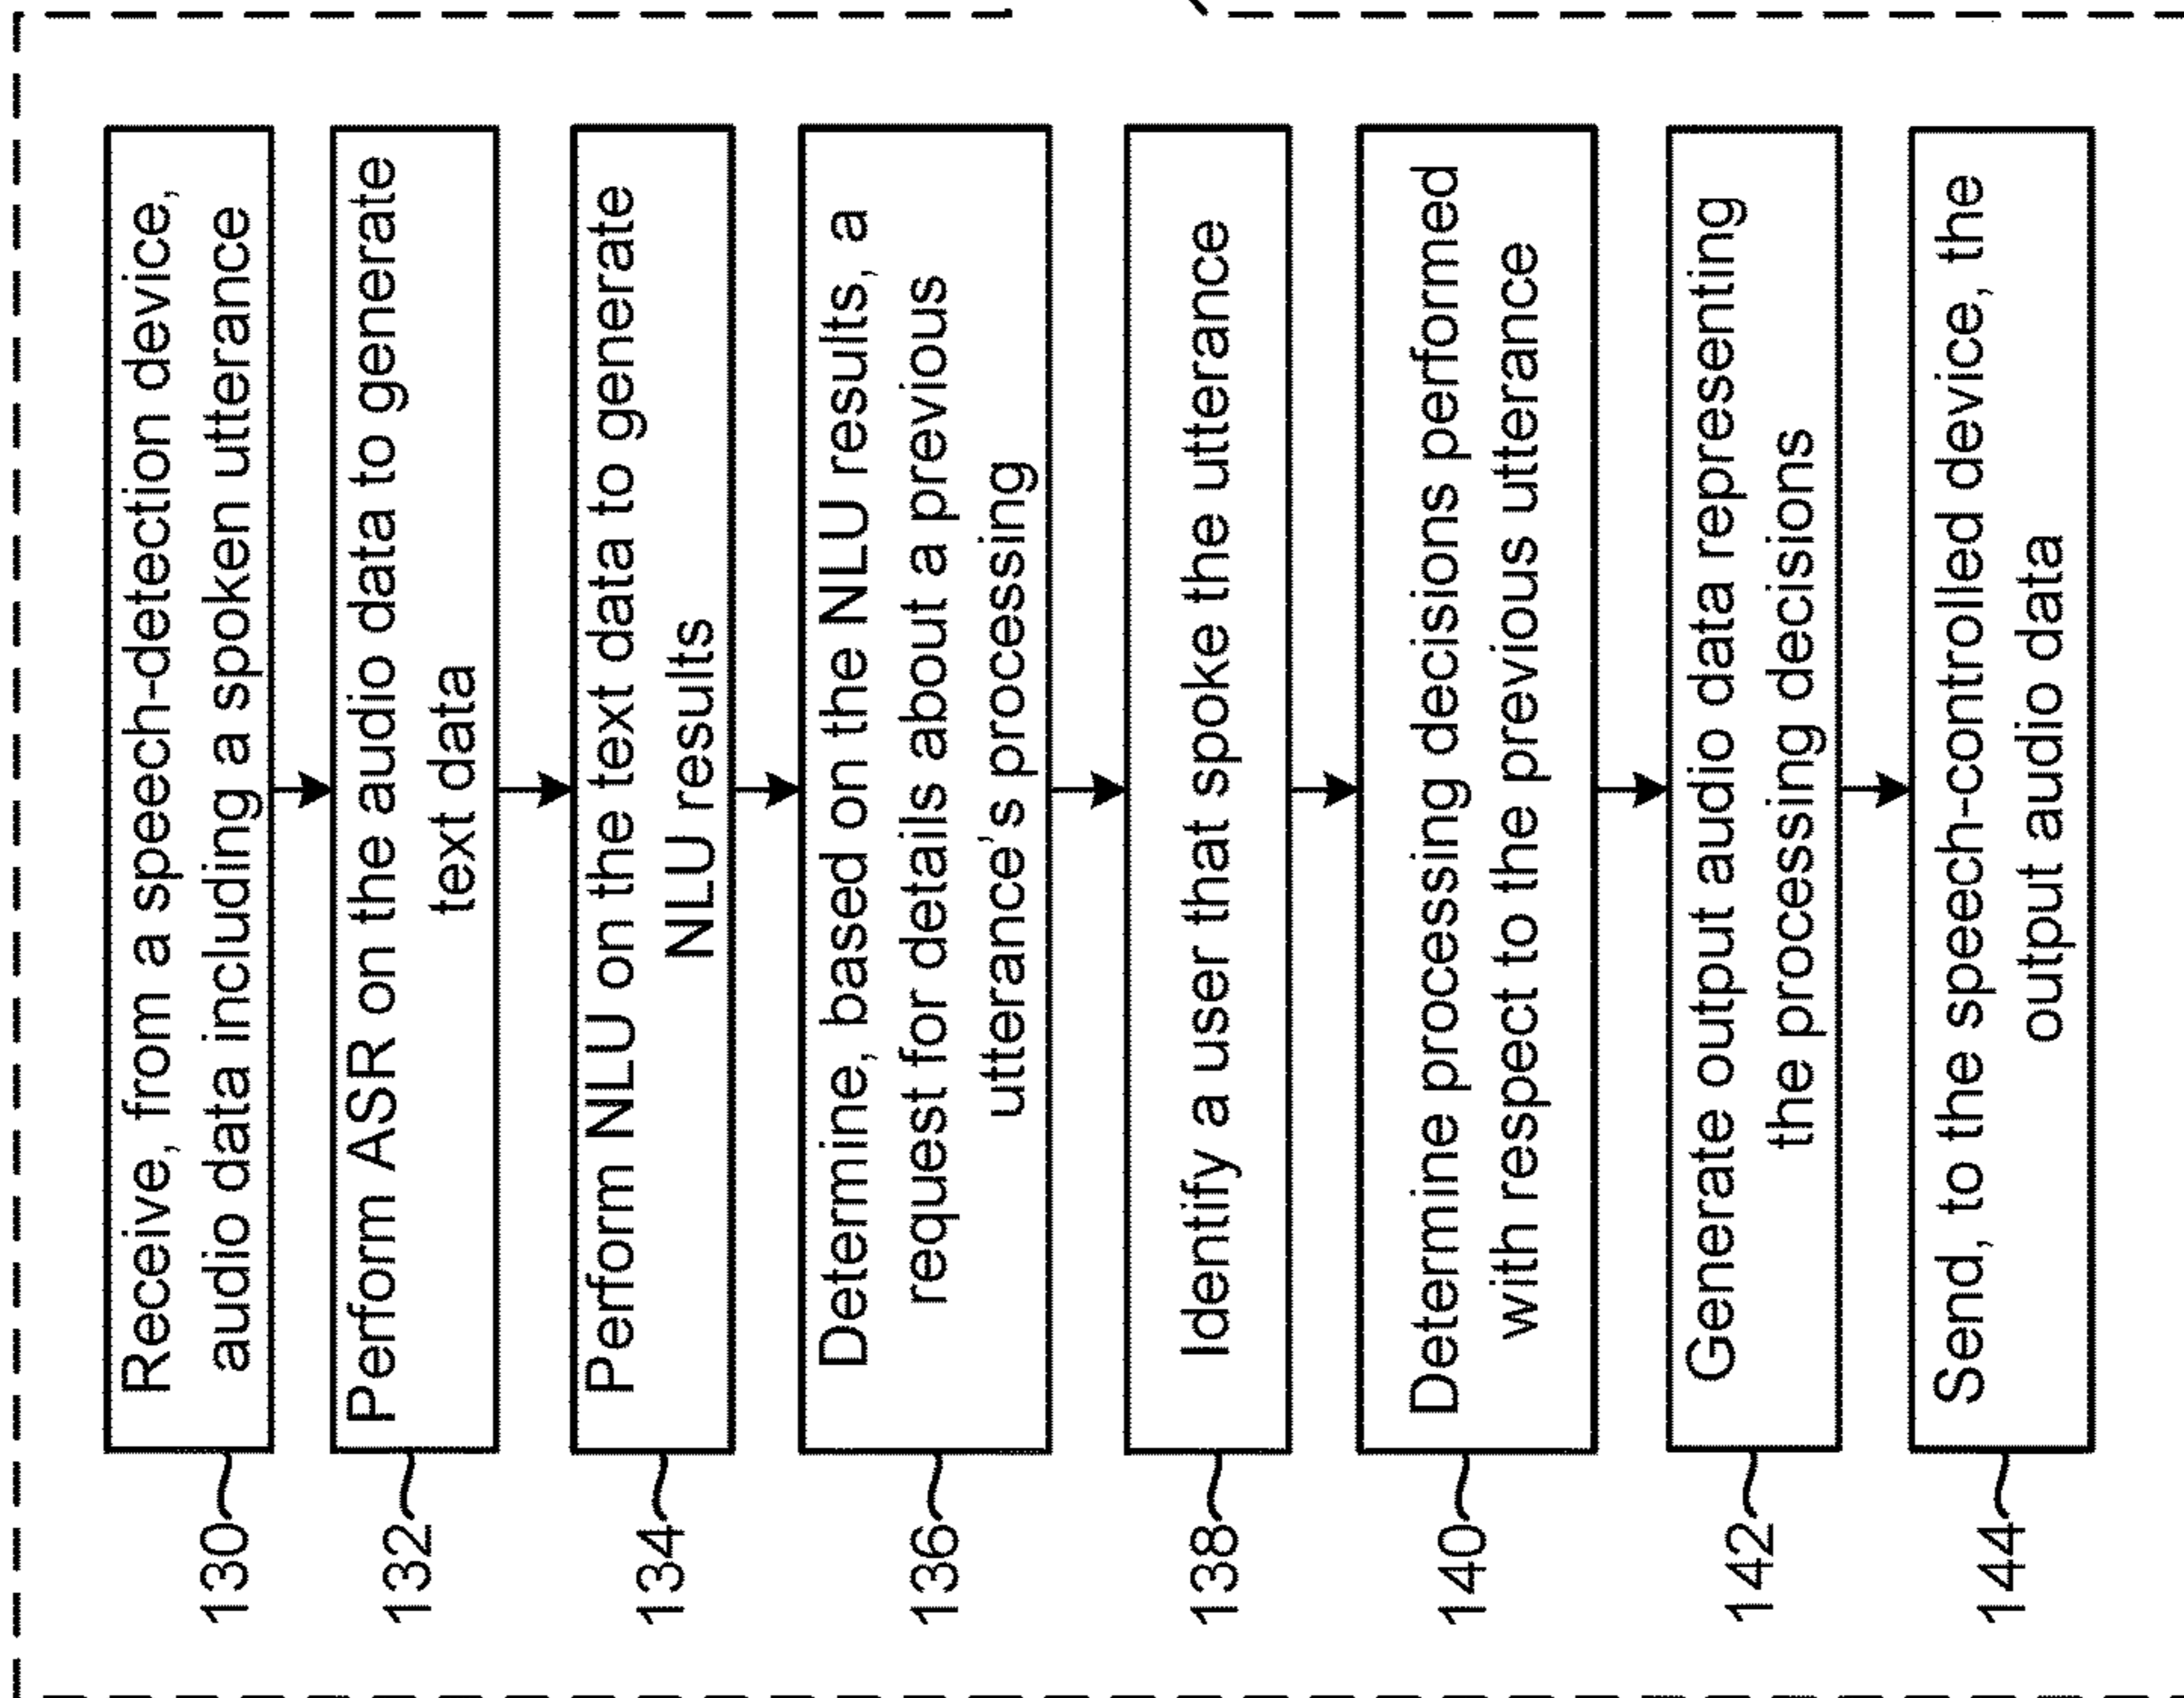 130
Receive, from a speech-detection device,
audio data including a spoken utterance
132
Perform ASR on the audio data to generate
text data
134
Perform NLU on the text data to generate
NLU results
136
Determine, based on the NLU results, a
request for details about a previous
utterance's processing
138
Identify a user that spoke the utterance
140
Determine processing decisions performed
with respect to the previous utterance
142
Generate output audio data representing
the processing decisions
144
Send, to the speech-controlled device, the
output audio data